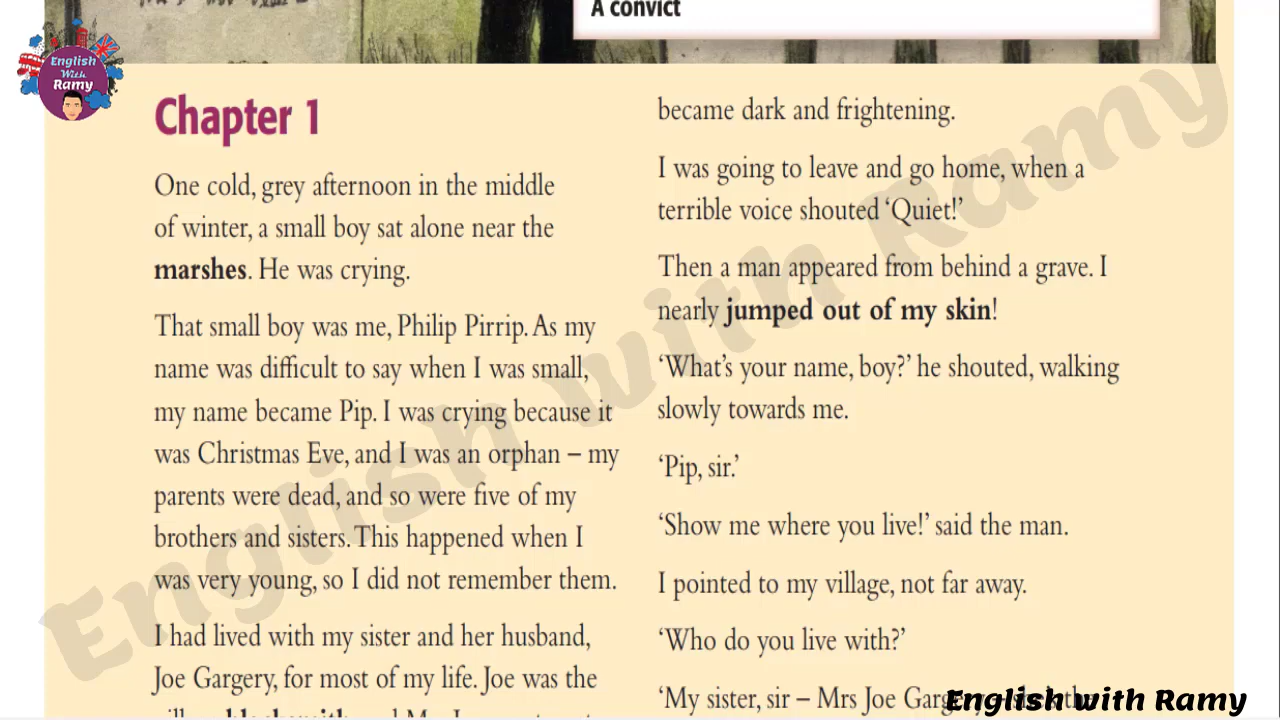 A convict
English
With
Ramy
Chapter 1
One cold, grey afternoon in the middle
of winter, a small boy sat alone near the
marshes. He was crying.
That small boy was me, Philip Pirrip. As my
name was difficult to say when I was small,
my name became Pip. I was crying because it
was Christmas Eve, and I was an orphan – my
parents were dead, and so were five of my
brothers and sisters. This happened when I
was very young, so I did not remember them.
I had lived with my sister and her husband,
Joe Gargery, for most of my life. Joe was the
became dark and frightening.
I was going to leave and go home, when a
terrible voice shouted ‘Quiet!’
Then a man appeared from behind a grave. I
nearly jumped out of my skin!
‘What’s your name, boy?’ he shouted, walking
slowly towards me.
‘Pip, sir.’
‘Show me where you live!’ said the man.
I pointed to my village, not far away.
‘Who do you live with?’
‘My sister, sir – Mrs Joe
English with Ramy
English with Ramy